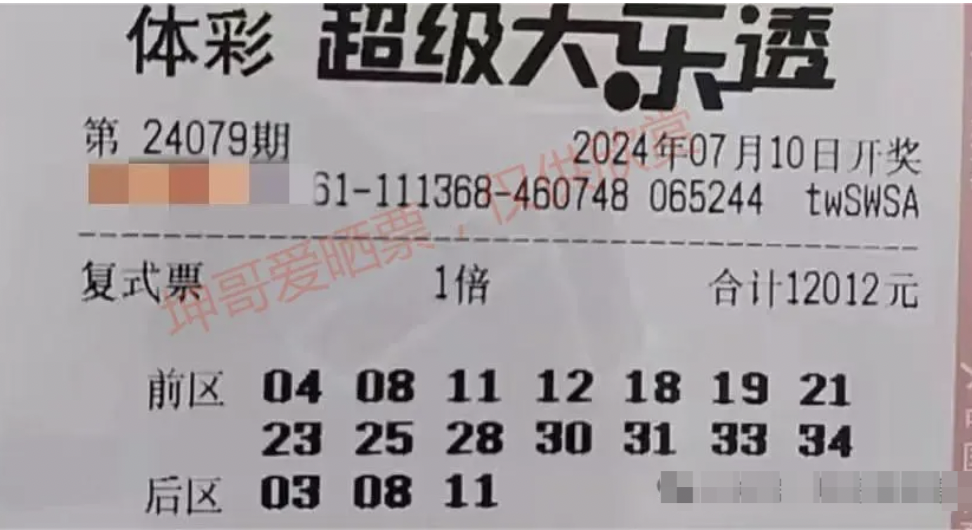 体彩 超级大乐透
第 24079期 2024年07月10日开奖
61-111368-460748 065244 twSWSA
坤哥爱晒票，仅供欣赏
复式票 1倍 合计12012元
前区 04 08 11 12 18 19 21
23 25 28 30 31 33 34
后区 03 08 11